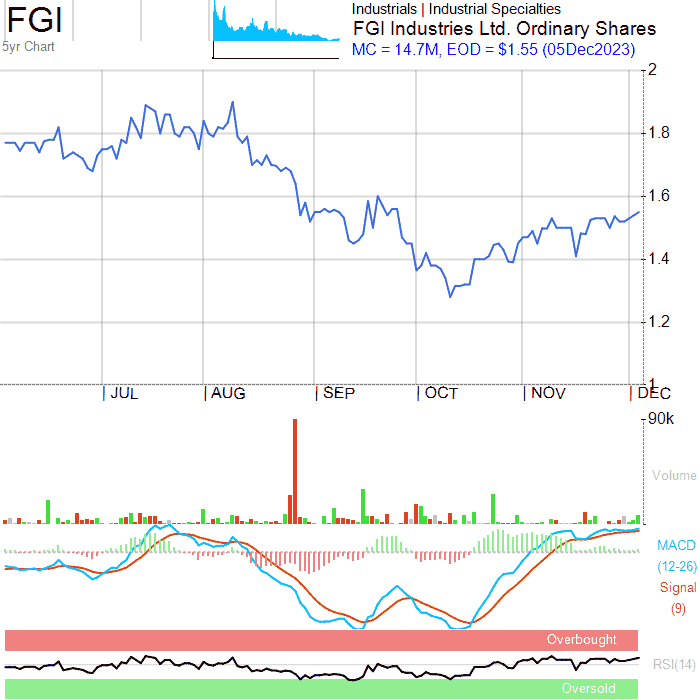 FGI
5yr Chart
Industrials | Industrial Specialties
FGI Industries Ltd. Ordinary Shares
MC = 14.7M, EOD = $1.55 (05Dec2023)
2
1.8
1.6
1.4
1.2
1
| JUL | AUG | SEP | OCT | NOV | DEC
90k
Volume
MACD
(12-26)
Signal
(9)
Overbought
RSI(14)
Oversold